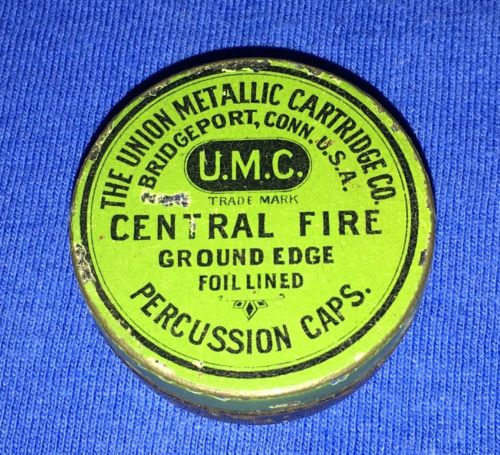 THE UNION METALLIC CARTRIDGE CO.
BRIDGEPORT, CONN. U.S.A.
U.M.C.
TRADE MARK
CENTRAL FIRE
GROUND EDGE
FOIL LINED
PERCUSSION CAPS.